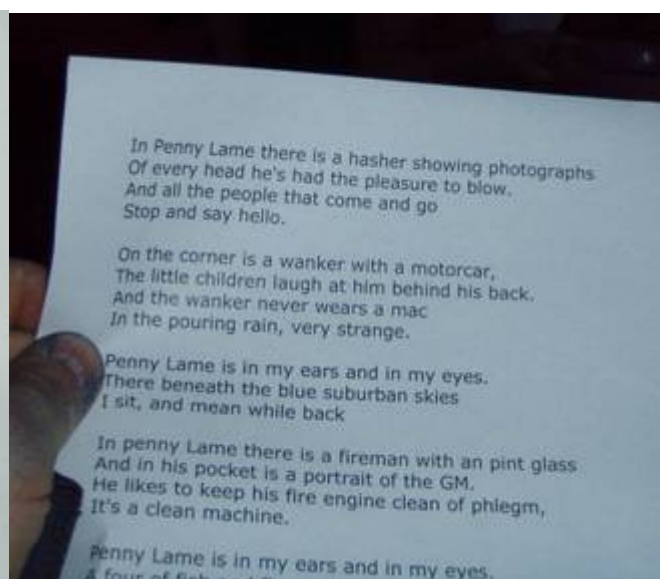 In Penny Lame there is a hasher showing photographs
Of every head he's had the pleasure to blow.
And all the people that come and go
Stop and say hello.
On the corner is a wanker with a motorcar,
The little children laugh at him behind his back.
And the wanker never wears a mac
In the pouring rain, very strange.
Penny Lame is in my ears and in my eyes.
There beneath the blue suburban skies
I sit, and mean while back
In penny Lame there is a fireman with an pint glass
And in his pocket is a portrait of the GM.
He likes to keep his fire engine clean of phlegm,
It's a clean machine.
Penny Lame is in my ears and in my eyes.
A four of